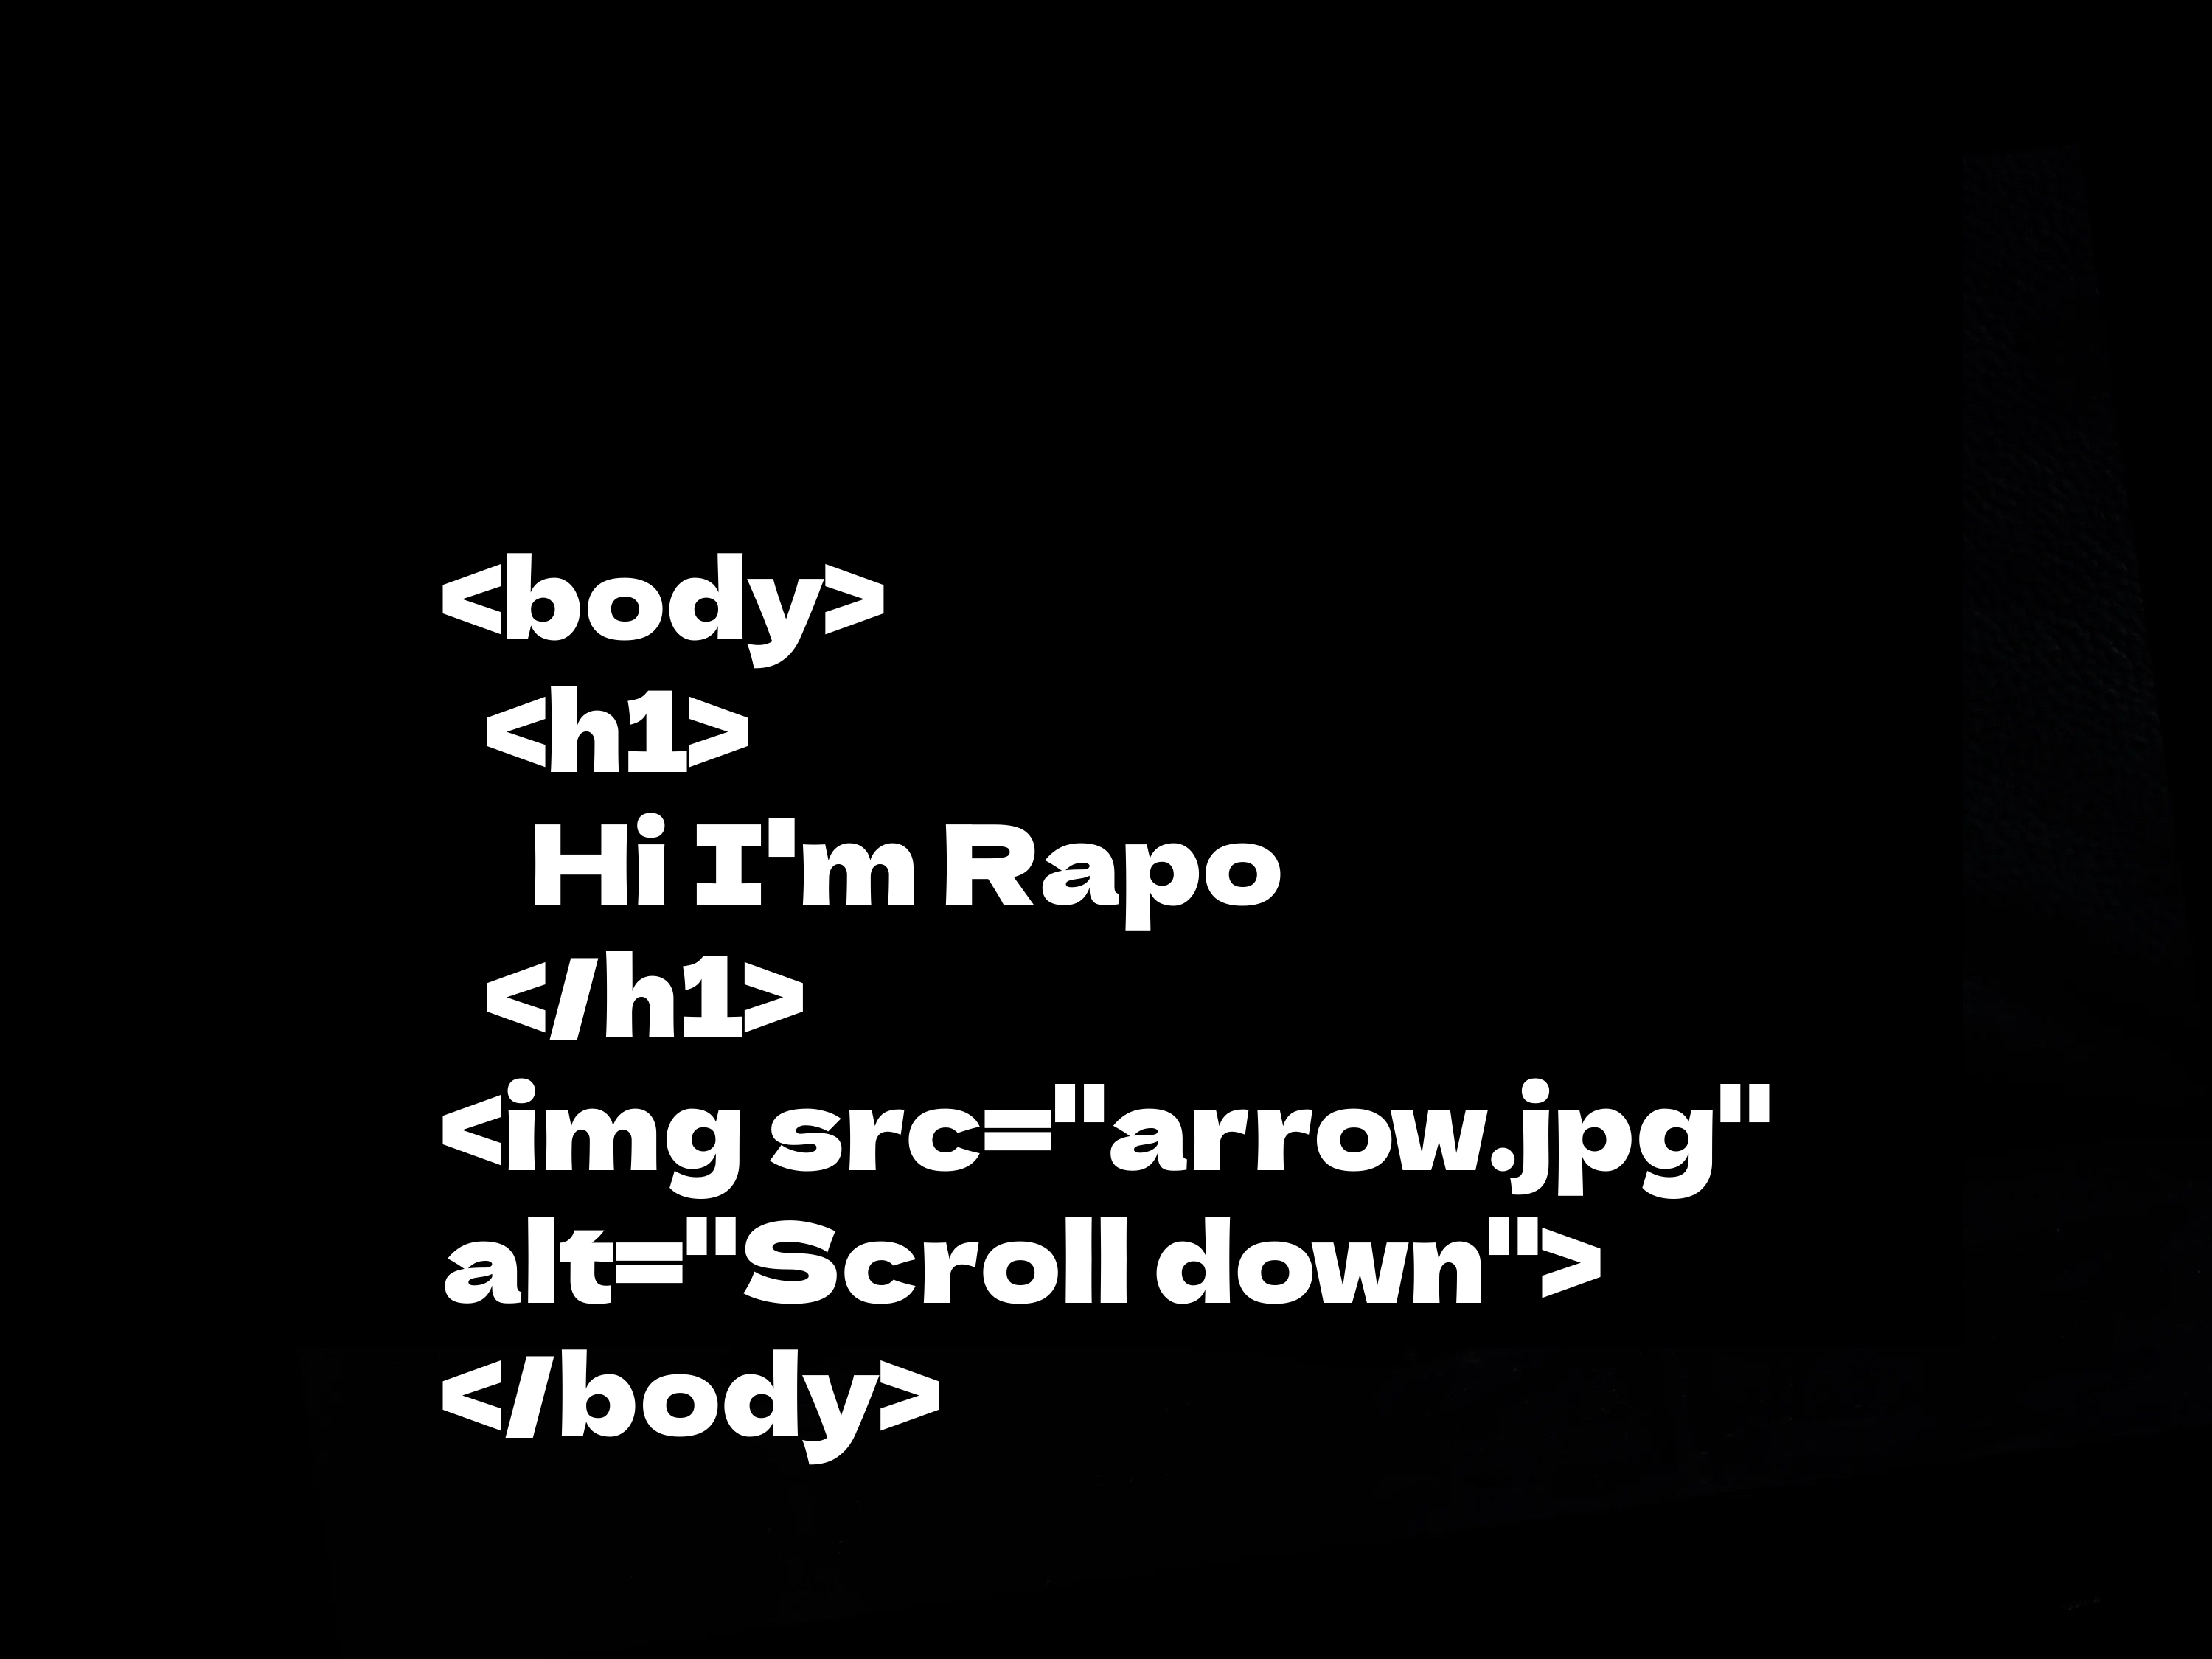 <body>
<h1>
Hi I'm Rapo
</h1>
<img src="arrow.jpg"
alt="Scroll down">
</body>